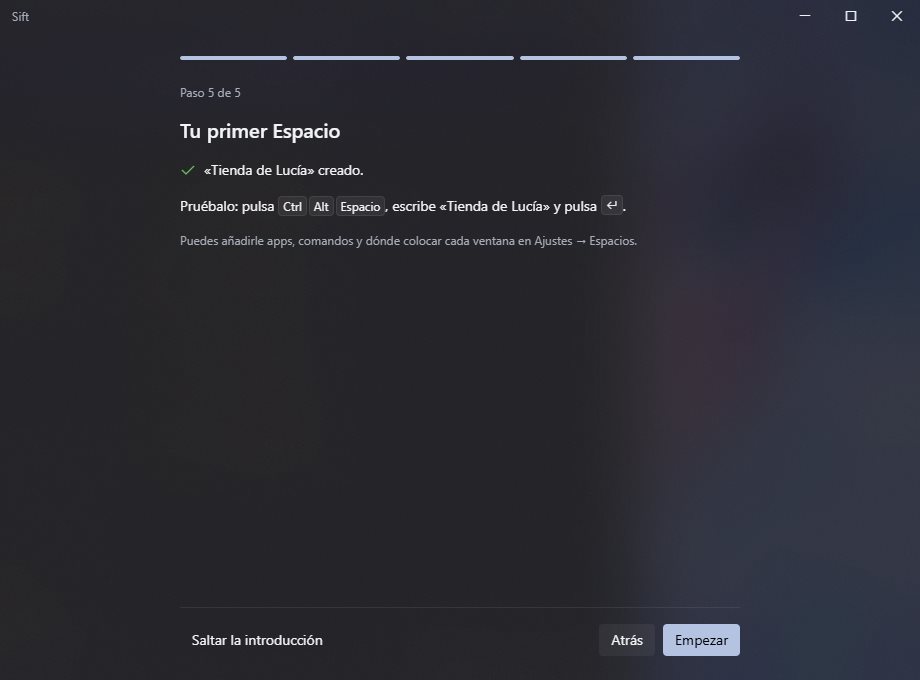 Sift
Paso 5 de 5
Tu primer Espacio
«Tienda de Lucía» creado.
Pruébalo: pulsa Ctrl Alt Espacio, escribe «Tienda de Lucía» y pulsa ↵.
Puedes añadirle apps, comandos y dónde colocar cada ventana en Ajustes → Espacios.
Saltar la introducción
Atrás
Empezar